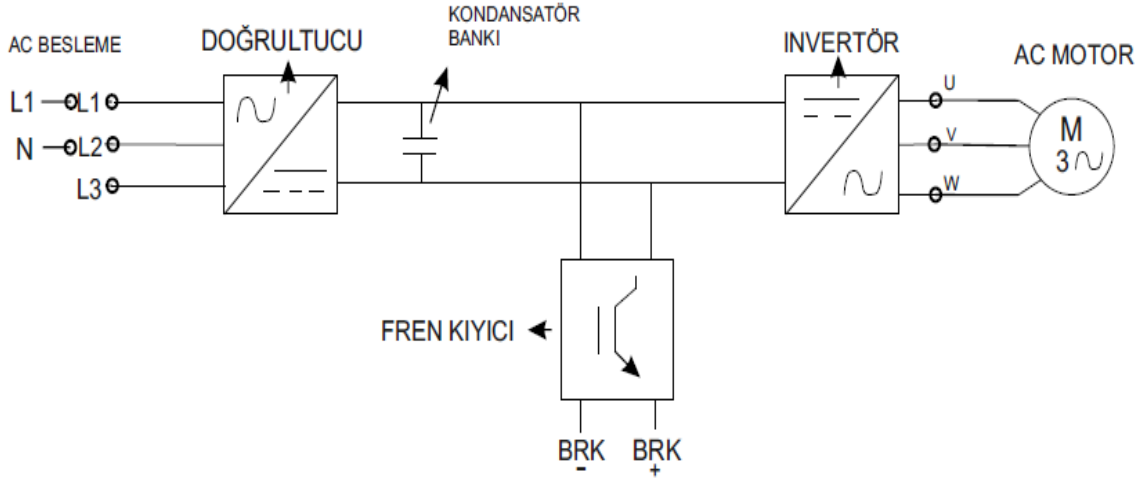 KONDANSATÖR
BANKI
AC BESLEME
DOĞRULTUCU
INVERTÖR
AC MOTOR
L1 L1
N L2
L3
U
V
W
M
3
FREN KIYICI
BRK BRK
- +